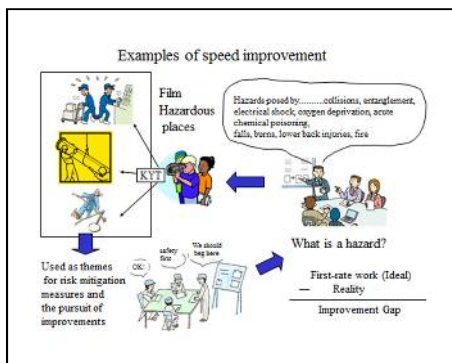 Examples of speed improvement
Film
Hazardous
places
Hazards posed by.........collisions, entanglement,
electrical shock, oxygen deprivation, acute
chemical poisoning,
falls, burns, lower back injuries, fire
KYT
What is a hazard?
First-rate work (Ideal)
— Reality
Improvement Gap
OK!
safety
first
We should
beg here
Used as themes
for risk mitigation
measures and
the pursuit of
improvements